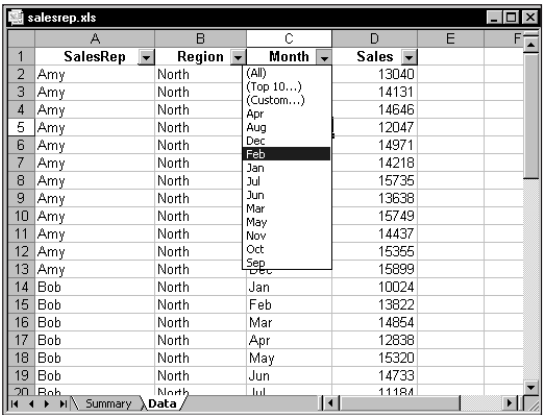 salesrep.xls
A B C D E F
1 SalesRep Region Month Sales
2 Amy North (All) 13040
3 Amy North (Top 10...) 14131
4 Amy North (Custom...) 14646
Apr
5 Amy North Aug 12047
6 Amy North Dec 14971
Feb
7 Amy North Jan 14218
8 Amy North Jul 15735
9 Amy North Jun 13638
10 Amy North Mar 15749
11 Amy North May 14437
Nov
12 Amy North Oct 15355
13 Amy North Sep 15899
14 Bob North Jan 10024
15 Bob North Feb 13822
16 Bob North Mar 14854
17 Bob North Apr 12838
18 Bob North May 15320
19 Bob North Jun 14733
20 Bob North Jul 11184
Summary Data